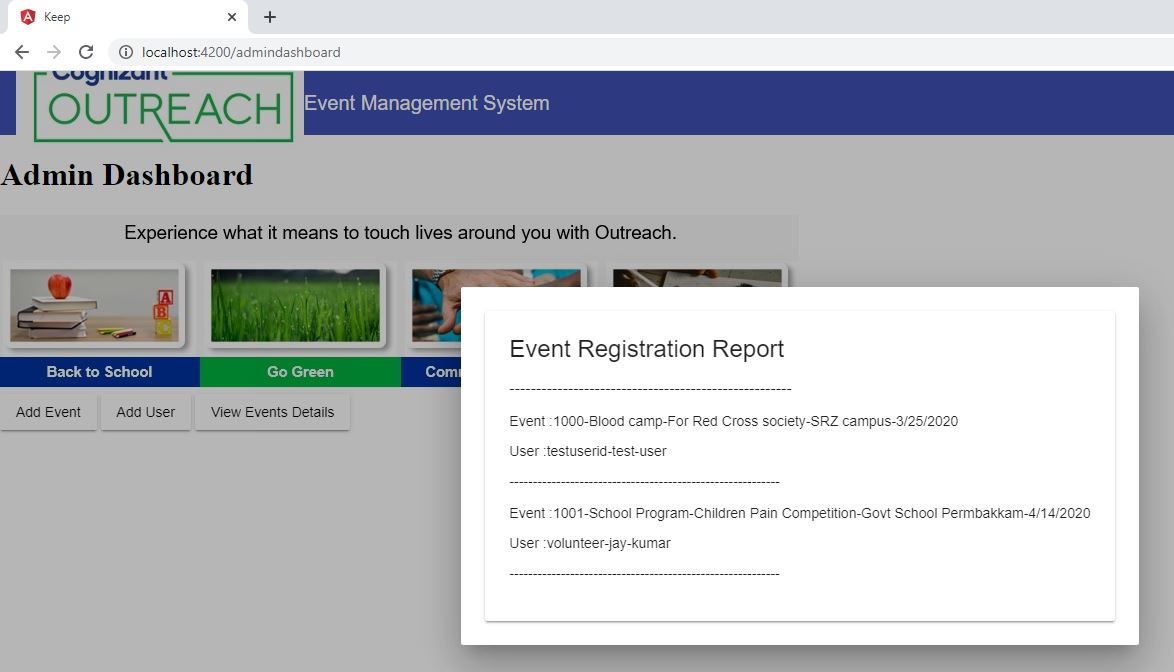 Keep
localhost:4200/admindashboard
Cognizant
OUTREACH
Event Management System
Admin Dashboard
Experience what it means to touch lives around you with Outreach.
A
B
C
Back to School
Go Green
Add Event
Add User
View Events Details
Event Registration Report
------------------------------------------------------
Event :1000-Blood camp-For Red Cross society-SRZ campus-3/25/2020
User :testuserid-test-user
----------------------------------------------------------
Event :1001-School Program-Children Pain Competition-Govt School Permbakkam-4/14/2020
User :volunteer-jay-kumar
----------------------------------------------------------